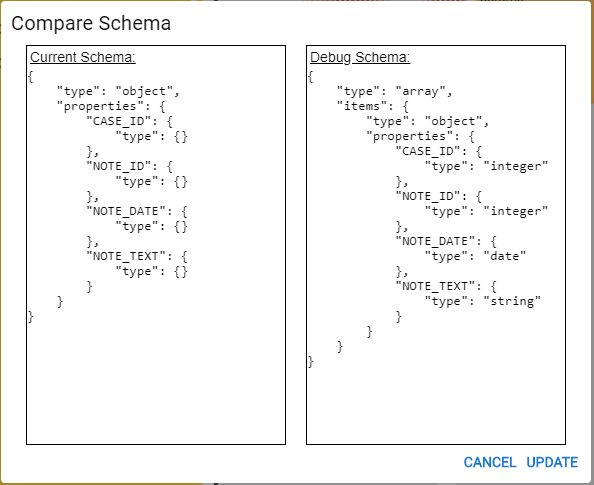 Compare Schema
Current Schema:
{
    "type": "object",
    "properties": {
        "CASE_ID": {
            "type": {}
        },
        "NOTE_ID": {
            "type": {}
        },
        "NOTE_DATE": {
            "type": {}
        },
        "NOTE_TEXT": {
            "type": {}
        }
    }
}
Debug Schema:
{
    "type": "array",
    "items": {
        "type": "object",
        "properties": {
            "CASE_ID": {
                "type": "integer"
            },
            "NOTE_ID": {
                "type": "integer"
            },
            "NOTE_DATE": {
                "type": "date"
            },
            "NOTE_TEXT": {
                "type": "string"
            }
        }
    }
}
CANCEL UPDATE